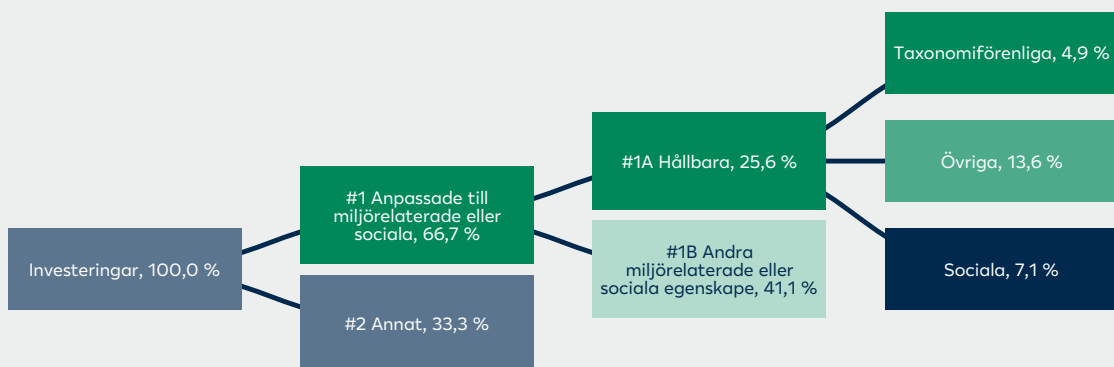 Investeringar, 100,0 %
#1 Anpassade till
miljörelaterade eller
sociala, 66,7 %
#2 Annat, 33,3 %
#1A Hållbara, 25,6 %
#1B Andra
miljörelaterade eller
sociala egenskape, 41,1 %
Taxonomiförenliga, 4,9 %
Övriga, 13,6 %
Sociala, 7,1 %